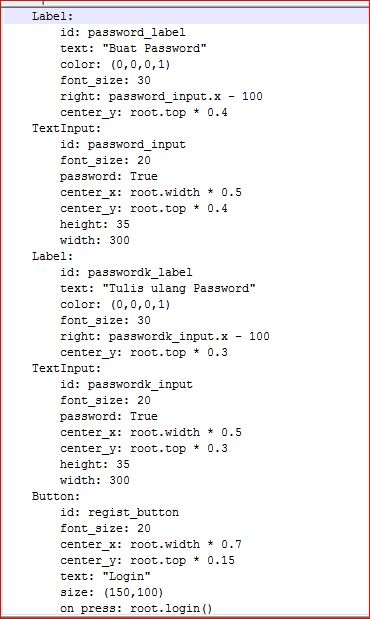 Label:
id: password_label
text: "Buat Password"
color: (0,0,0,1)
font_size: 30
right: password_input.x - 100
center_y: root.top * 0.4
TextInput:
id: password_input
font_size: 20
password: True
center_x: root.width * 0.5
center_y: root.top * 0.4
height: 35
width: 300
Label:
id: passwordk_label
text: "Tulis ulang Password"
color: (0,0,0,1)
font_size: 30
right: passwordk_input.x - 100
center_y: root.top * 0.3
TextInput:
id: passwordk_input
font_size: 20
password: True
center_x: root.width * 0.5
center_y: root.top * 0.3
height: 35
width: 300
Button:
id: regist_button
font_size: 20
center_x: root.width * 0.7
center_y: root.top * 0.15
text: "Login"
size: (150,100)
on press: root.login()